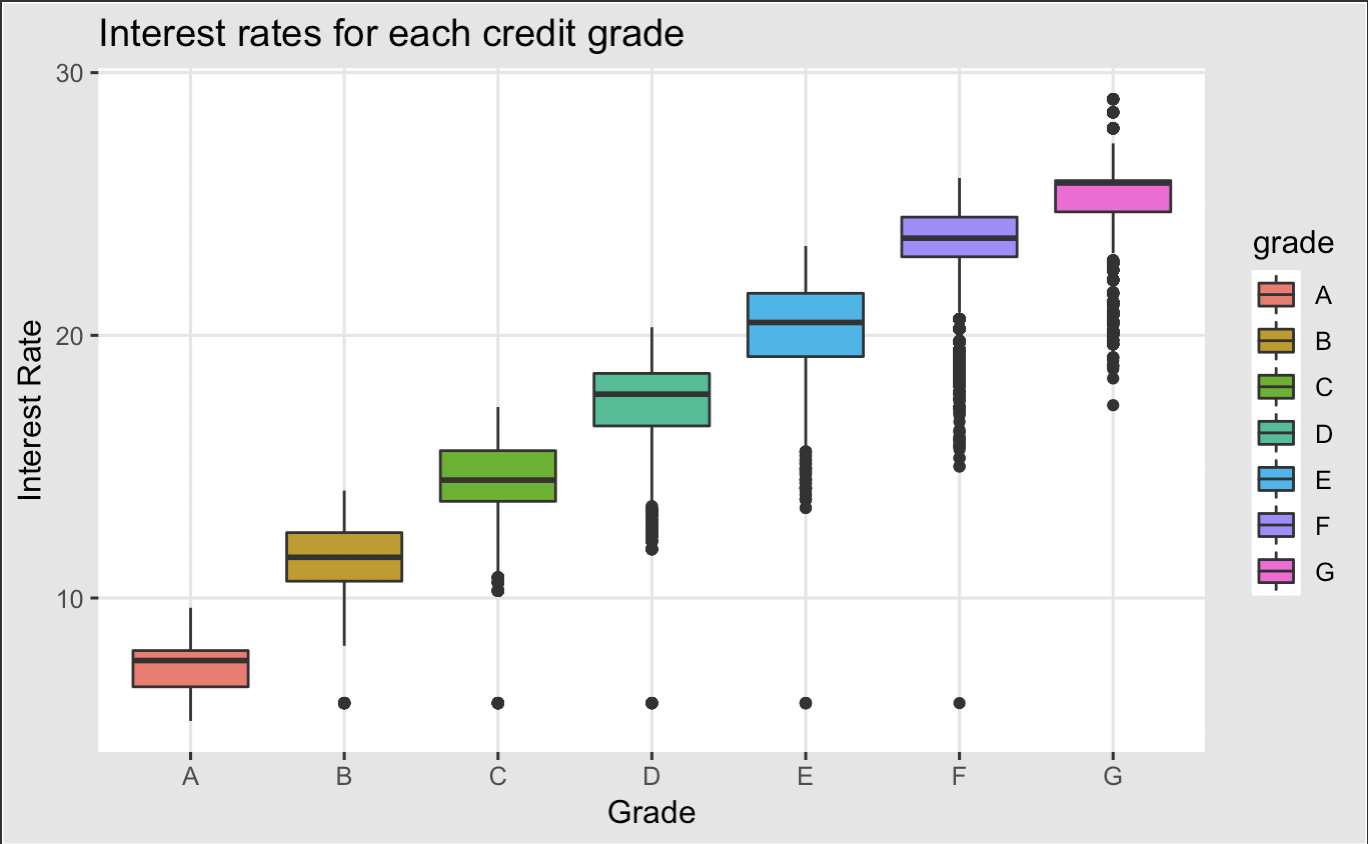 Interest rates for each credit grade
30
20
10
Interest Rate
A B C D E F G
Grade
grade
A
B
C
D
E
F
G